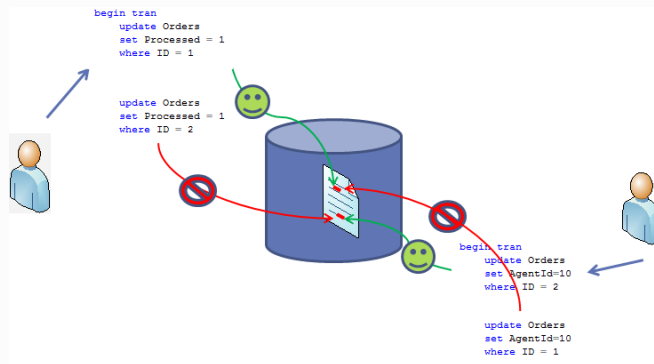 begin tran
update Orders
set Processed = 1
where ID = 1
update Orders
set Processed = 1
where ID = 2
begin tran
update Orders
set AgentId=10
where ID = 2
update Orders
set AgentId=10
where ID = 1